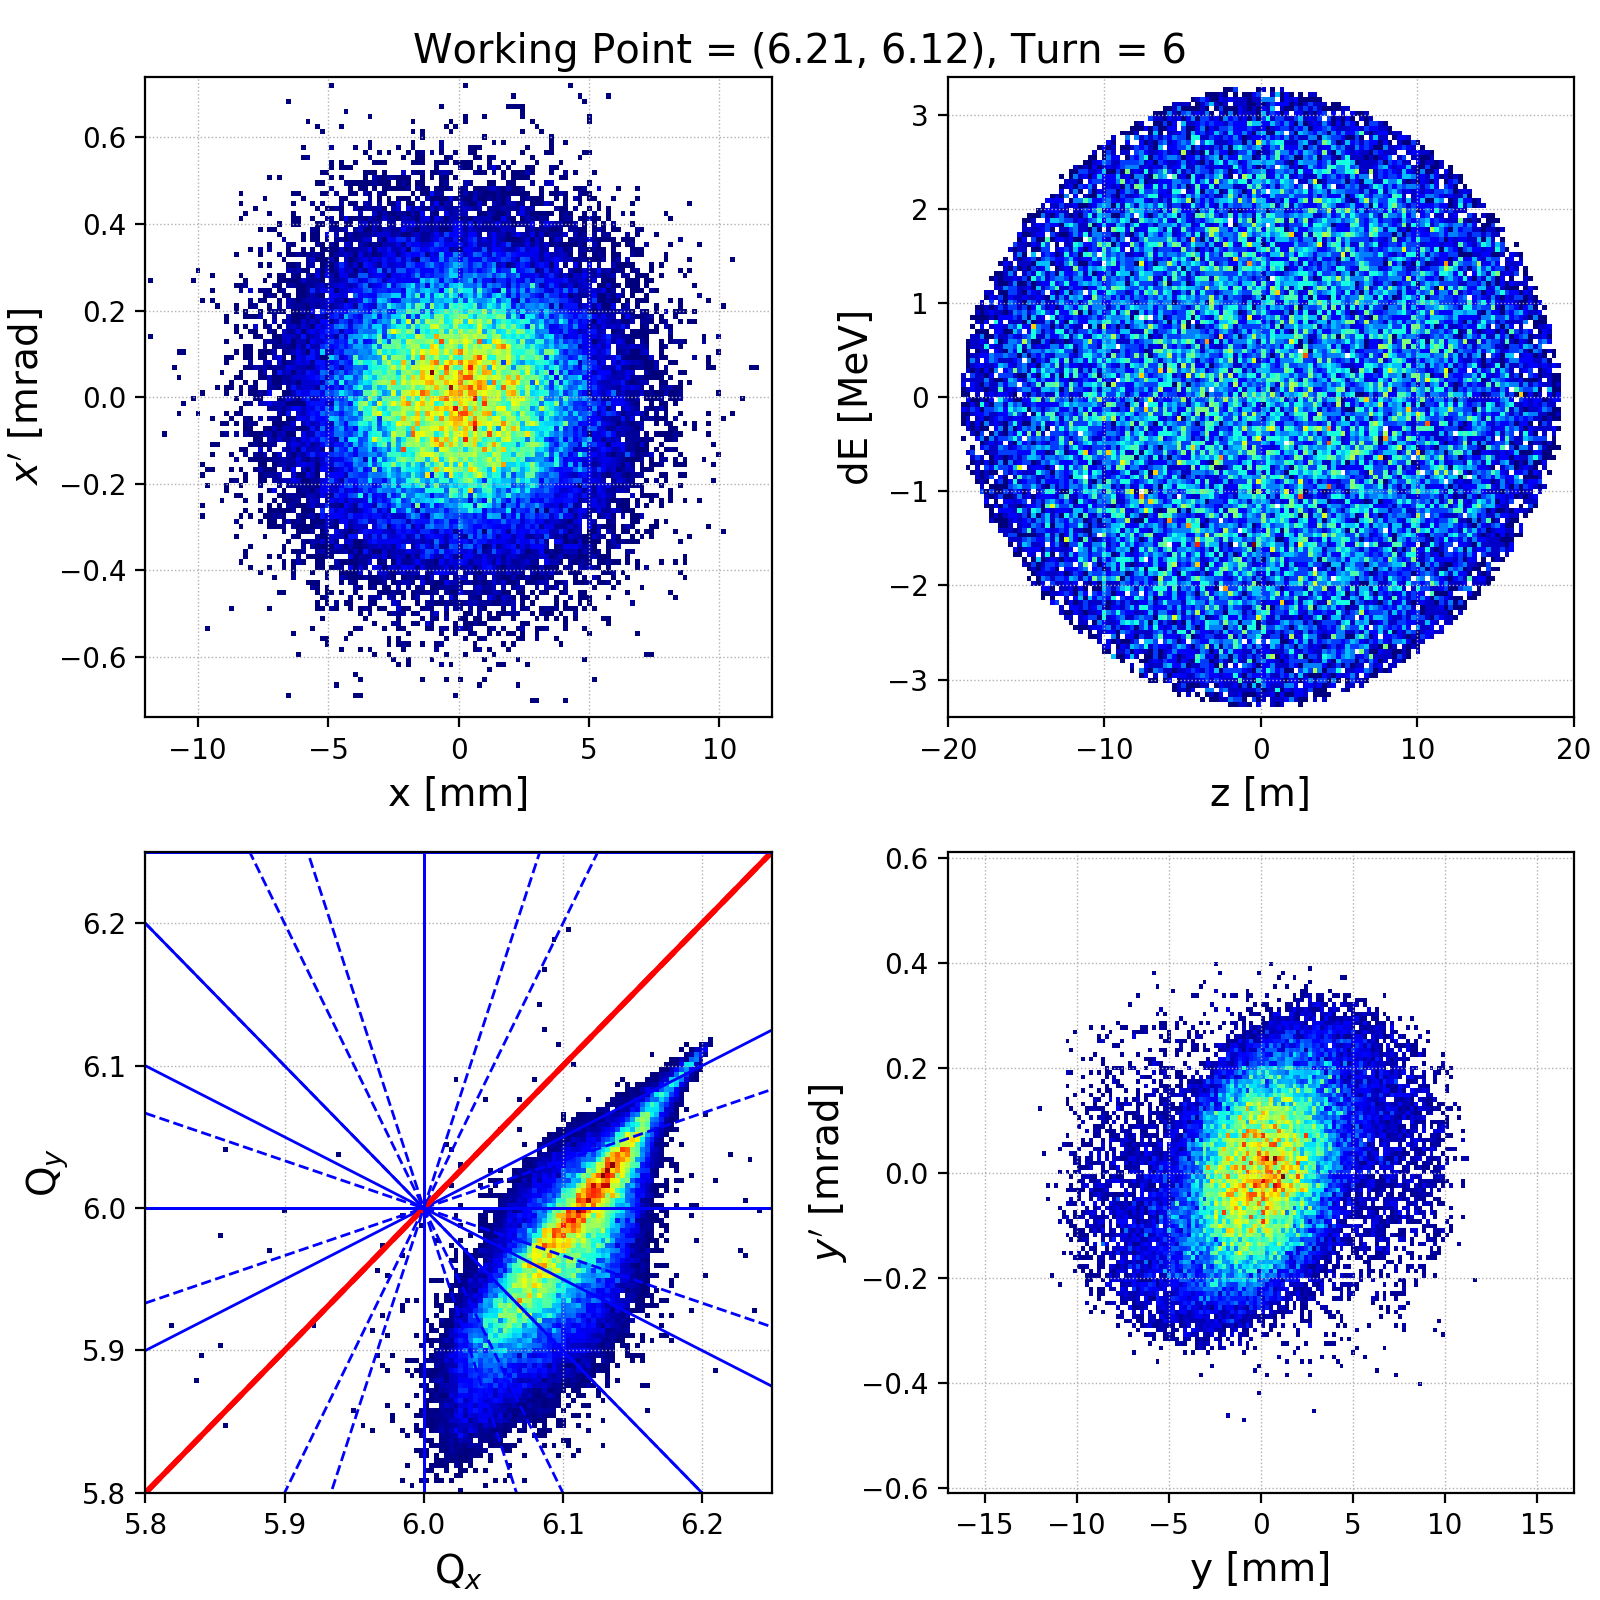 Working Point = (6.21, 6.12), Turn = 6
0.6
0.4
0.2
0.0
−0.2
−0.4
−0.6
x′ [mrad]
−10 −5 0 5 10
x [mm]
3
2
1
0
−1
−2
−3
dE [MeV]
−20 −10 0 10 20
z [m]
6.2
6.1
6.0
5.9
5.8
Qy
5.8 5.9 6.0 6.1 6.2
Qx
0.6
0.4
0.2
0.0
−0.2
−0.4
−0.6
y′ [mrad]
−15 −10 −5 0 5 10 15
y [mm]